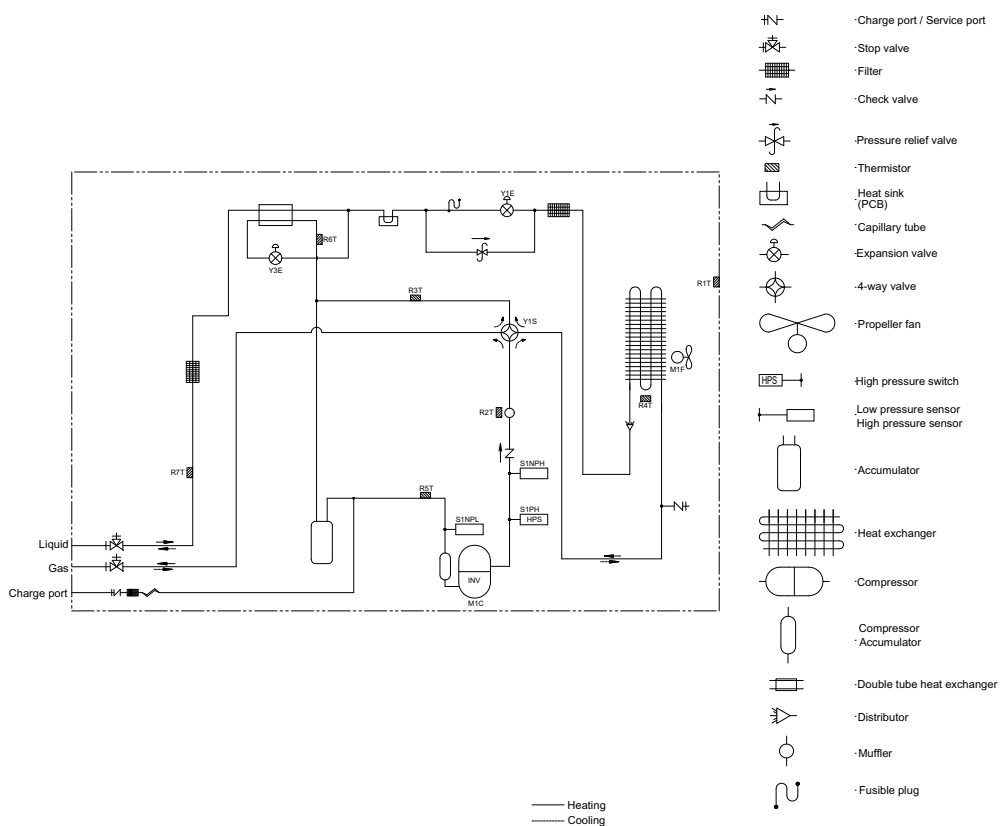 Y1E
R6T
Y3E
R3T
R1T
Y1S
M1F
R4T
R2T
R7T
S1NPH
R5T
S1PH
HPS
S1NPL
INV
M1C
Liquid
Gas
Charge port
Charge port / Service port
Stop valve
Filter
Check valve
Pressure relief valve
Thermistor
Heat sink
(PCB)
Capillary tube
Expansion valve
4-way valve
Propeller fan
HPS
High pressure switch
Low pressure sensor
High pressure sensor
Accumulator
Heat exchanger
Compressor
Compressor
Accumulator
Double tube heat exchanger
Distributor
Muffler
Fusible plug
Heating
Cooling